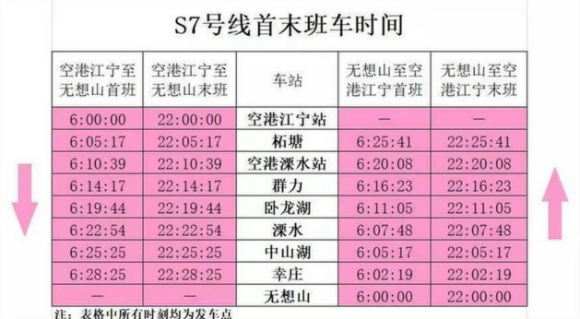 S7号线首末班车时间
空港江宁至无想山首班 空港江宁至无想山末班 车站 无想山至空港江宁首班 无想山至空港江宁末班
6:00:00 22:00:00 空港江宁站 — —
6:05:17 22:05:17 柘塘 6:25:41 22:25:41
6:10:39 22:10:39 空港溧水站 6:20:08 22:20:08
6:14:17 22:14:17 群力 6:16:23 22:16:23
6:19:44 22:19:44 卧龙湖 6:11:05 22:11:05
6:22:54 22:22:54 溧水 6:07:48 22:07:48
6:25:25 22:25:25 中山湖 6:05:17 22:05:17
6:28:25 22:28:25 幸庄 6:02:19 22:02:19
— — 无想山 6:00:00 22:00:00
注：表格中所有时刻均为发车点